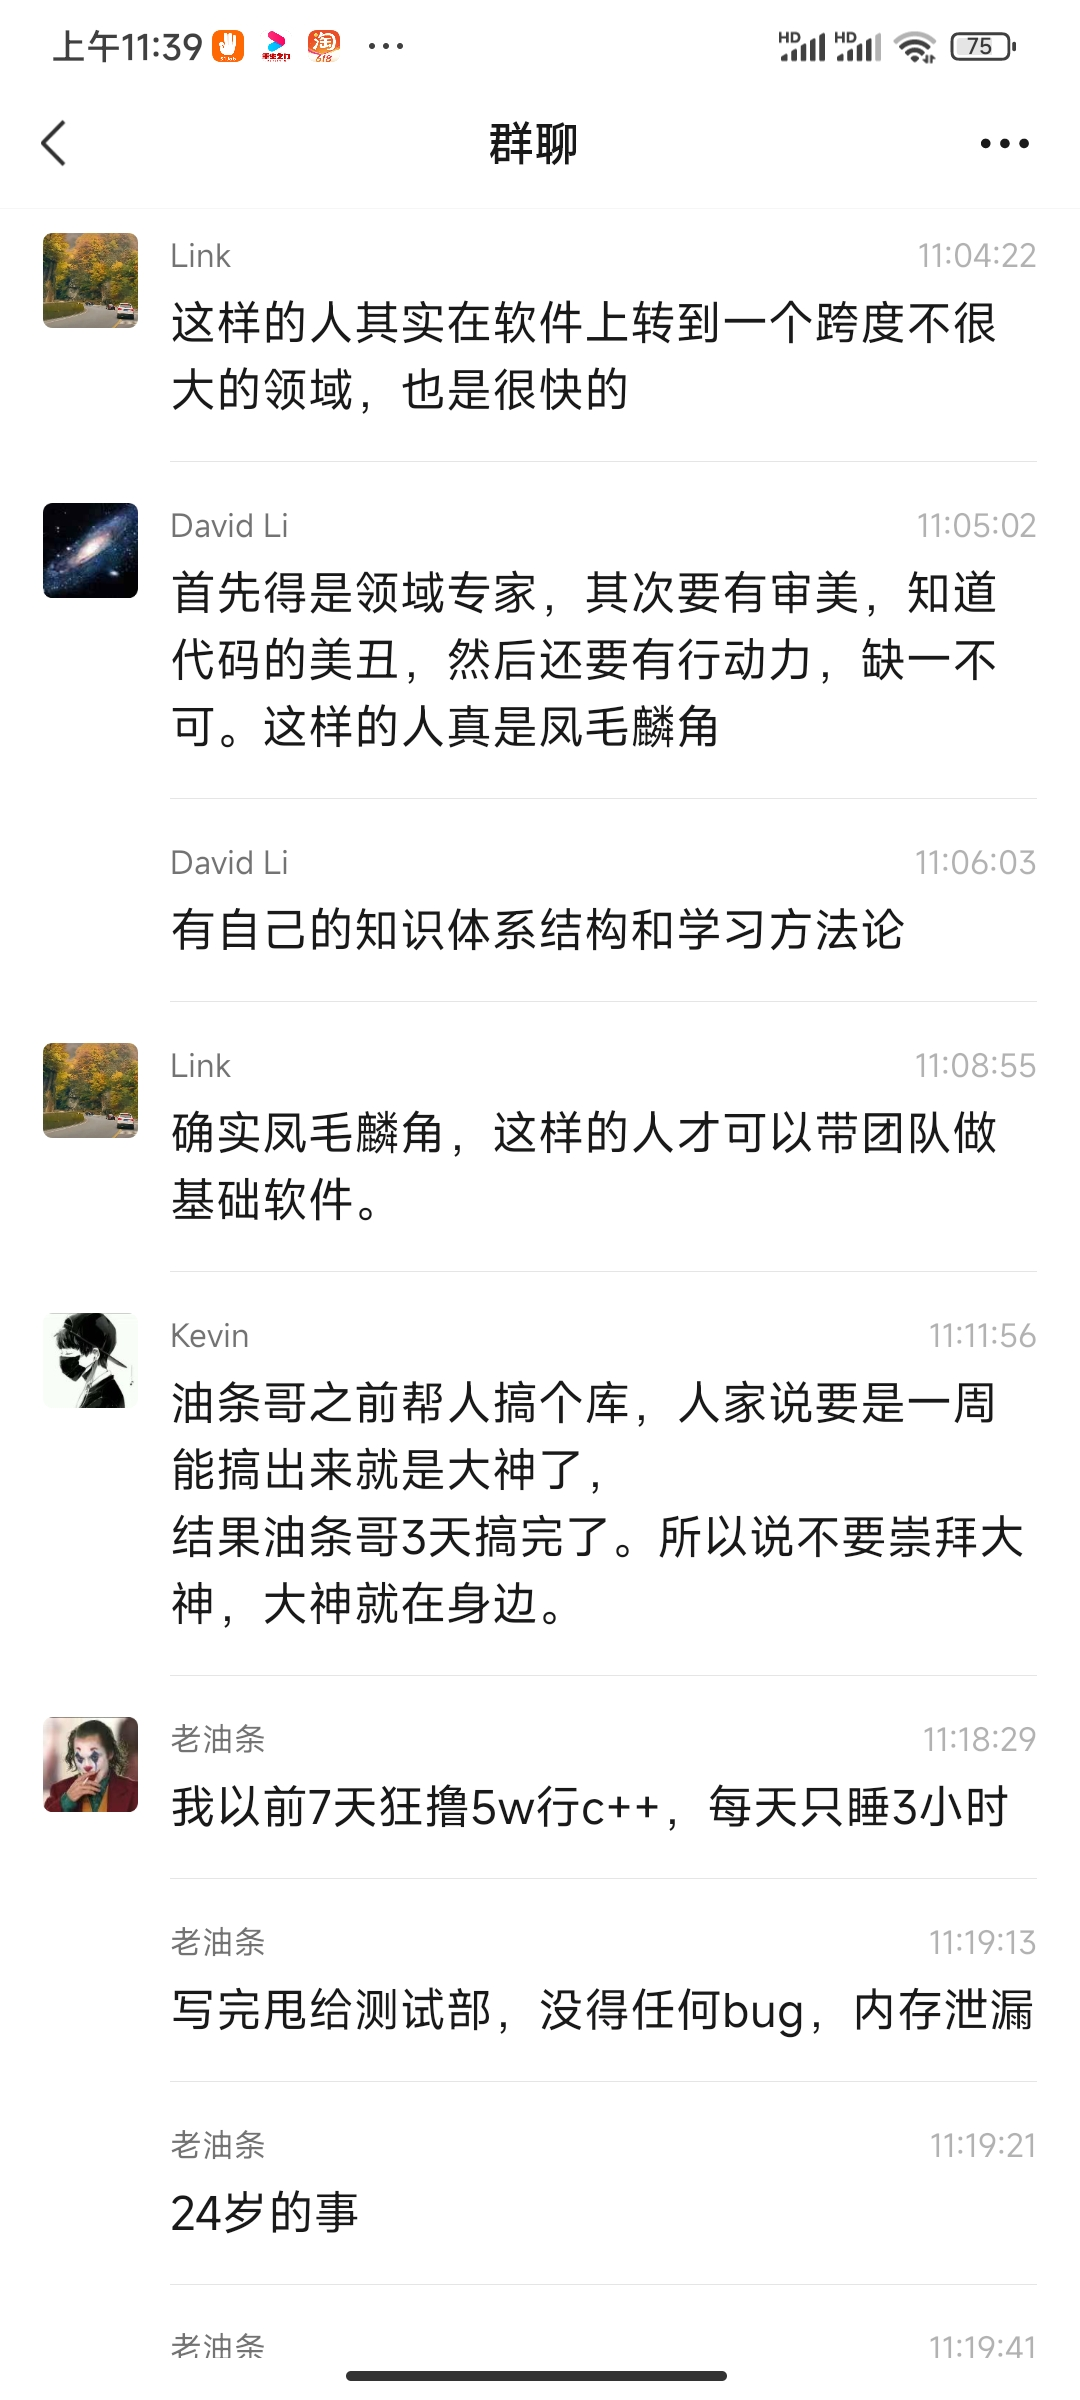 上午11:39
淘
618
HD
HD
75
群聊
Link
11:04:22
这样的人其实在软件上转到一个跨度不很
大的领域，也是很快的
David Li
11:05:02
首先得是领域专家，其次要有审美，知道
代码的美丑，然后还要有行动力，缺一不
可。这样的人真是凤毛麟角
David Li
11:06:03
有自己的知识体系结构和学习方法论
Link
11:08:55
确实凤毛麟角，这样的人才可以带团队做
基础软件。
Kevin
11:11:56
油条哥之前帮人搞个库，人家说要是一周
能搞出来就是大神了，
结果油条哥3天搞完了。所以说不要崇拜大
神，大神就在身边。
老油条
11:18:29
我以前7天狂撸5w行c++，每天只睡3小时
老油条
11:19:13
写完甩给测试部，没得任何bug，内存泄漏
老油条
11:19:21
24岁的事
老油条
11:19:41